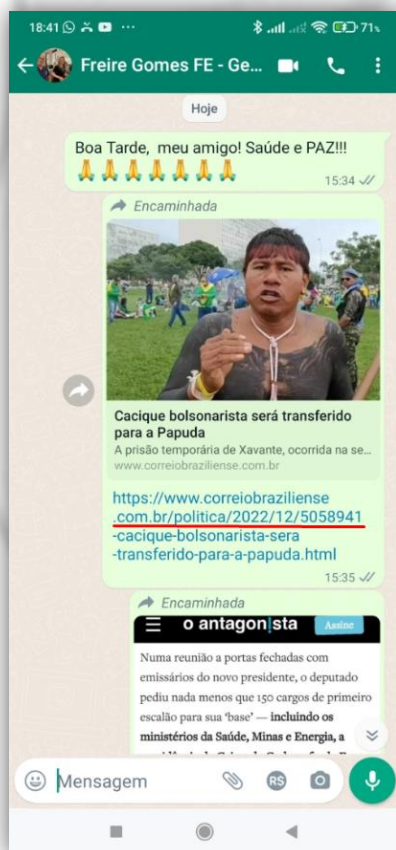 18:41
71%
Freire Gomes FE - Ge...
Hoje
Boa Tarde, meu amigo! Saúde e PAZ!!!
15:34
Encaminhada
Cacique bolsonarista será transferido
para a Papuda
A prisão temporária de Xavante, ocorrida na se...
www.correiobraziliense.com.br
https://www.correiobraziliense
.com.br/politica/2022/12/5058941
-cacique-bolsonarista-sera
-transferido-para-a-papuda.html
15:35
Encaminhada
o antagonista
Assine
Numa reunião a portas fechadas com
emissários do novo presidente, o deputado
pediu nada menos que 150 cargos de primeiro
escalão para sua 'base' — incluindo os
ministérios da Saúde, Minas e Energia, a
Mensagem
R$